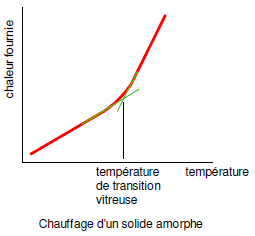 chaleur fournie
température
de transition
vitreuse
température
Chauffage d'un solide amorphe